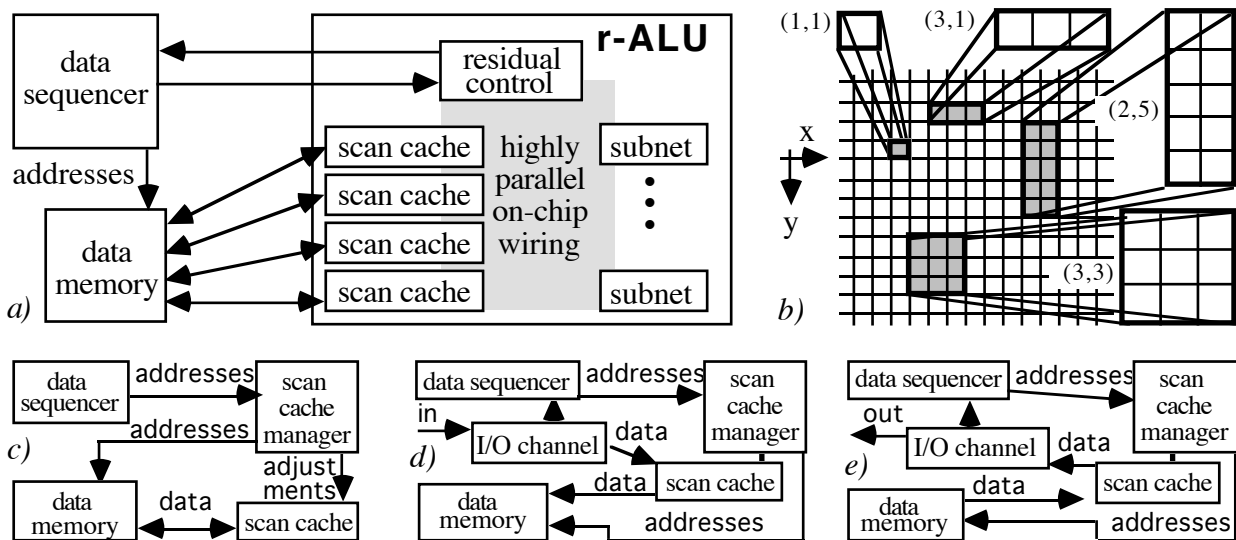 data
sequencer
addresses
data
memory
a)
r-ALU
residual
control
scan cache
scan cache
scan cache
scan cache
highly
parallel
on-chip
wiring
subnet
subnet
b)
(1,1)
(3,1)
(2,5)
(3,3)
x
y
c)
data
sequencer
addresses
scan
cache
manager
addresses
adjust
ments
data
memory
data
scan cache
d)
data sequencer
addresses
scan
cache
manager
in
I/O channel
data
scan cache
data
data
memory
addresses
e)
data sequencer
addresses
scan
cache
manager
out
I/O channel
data
scan cache
data
data
memory
addresses